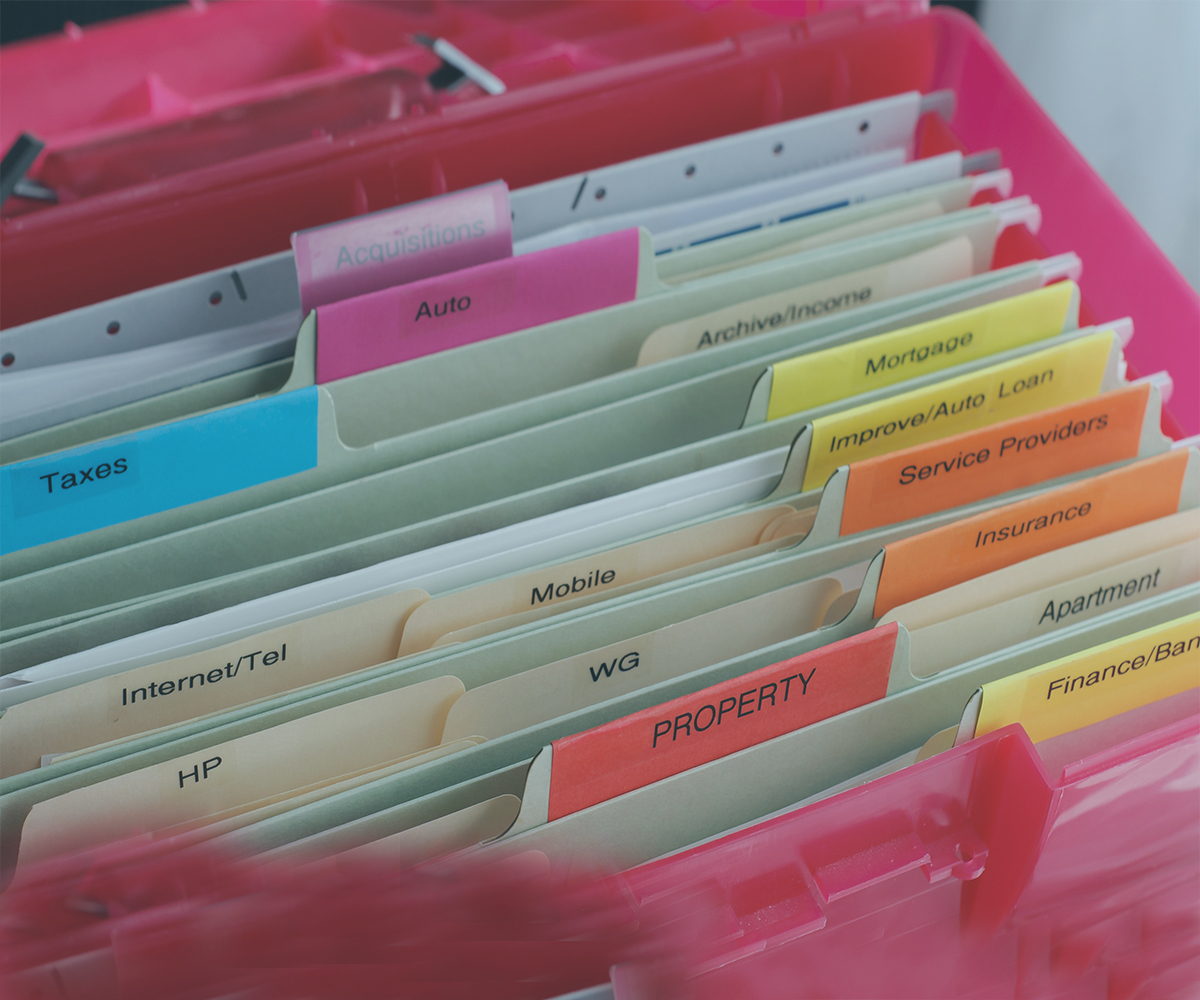 Acquisitions
Auto
Archive/Income
Mortgage
Taxes
Improve/Auto Loan
Service Providers
Insurance
Mobile
Apartment
Internet/Tel
WG
Finance/Ban
PROPERTY
HP